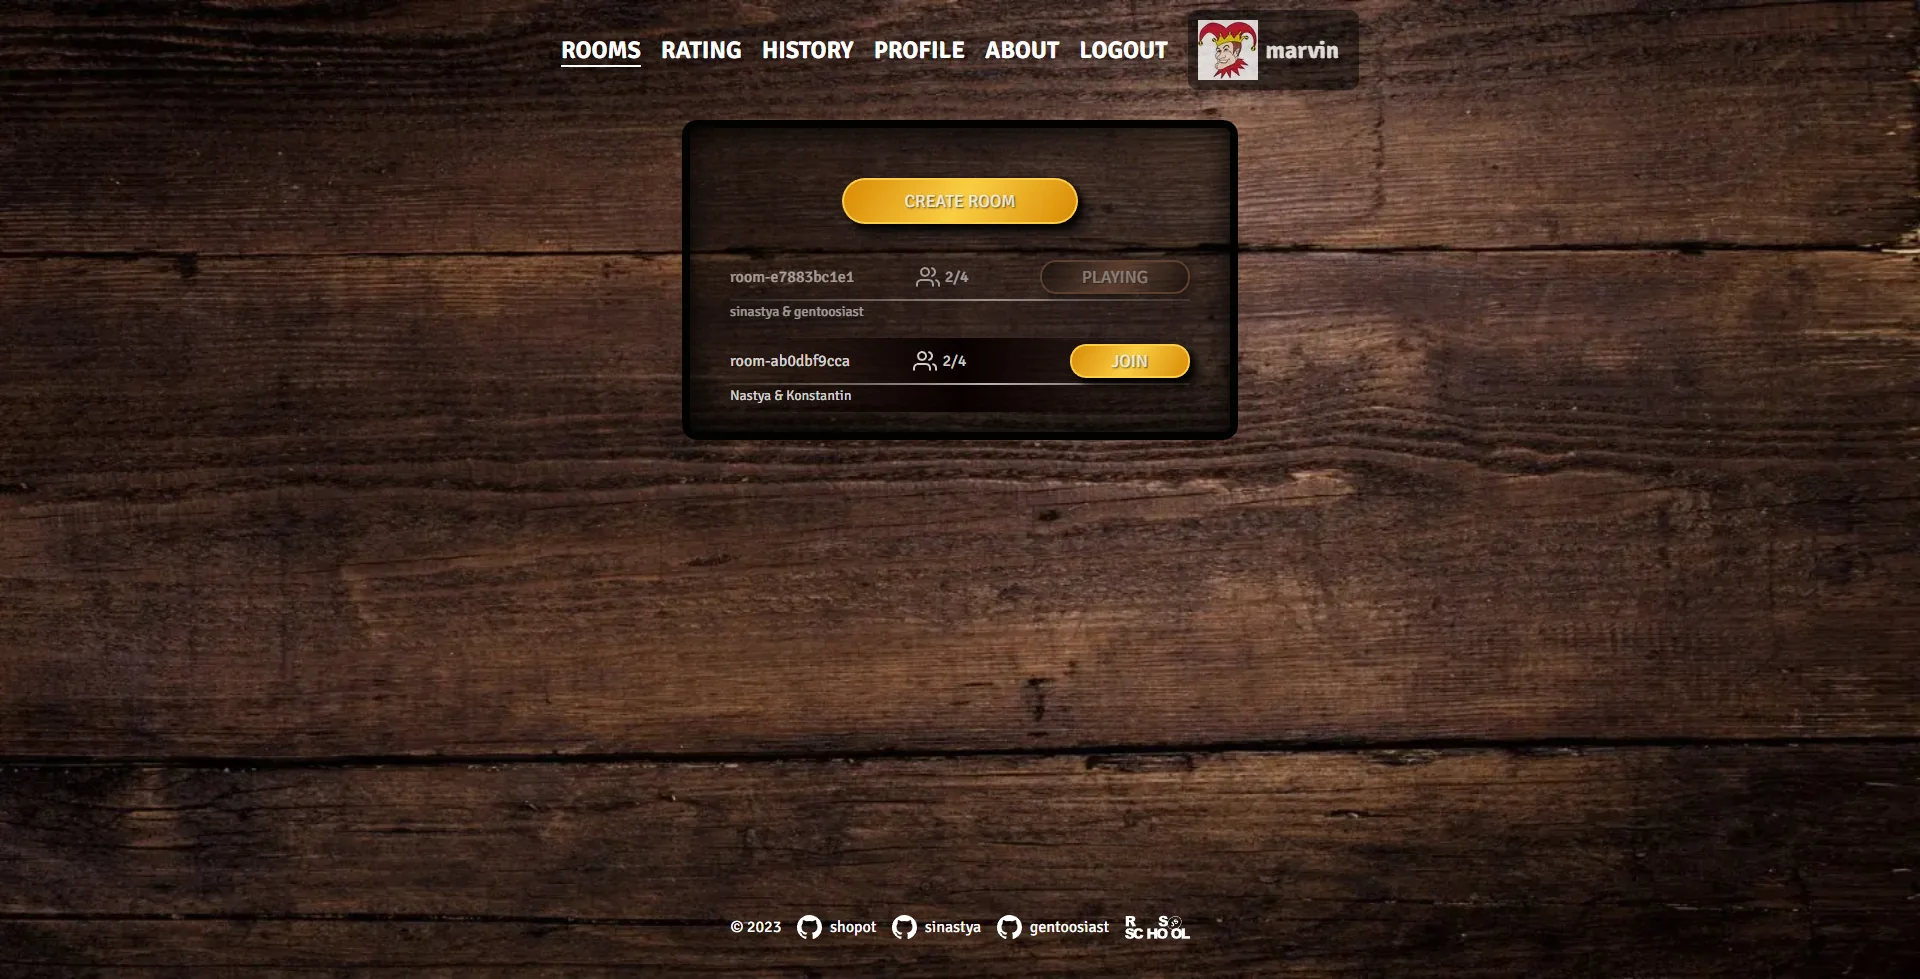 ROOMS RATING HISTORY PROFILE ABOUT LOGOUT marvin
CREATE ROOM
room-e7883bc1e1 2/4 PLAYING
sinastya & gentoosiast
room-ab0dbf9cca 2/4 JOIN
Nastya & Konstantin
© 2023 shopot sinastya gentoosiast RS SCHOOL